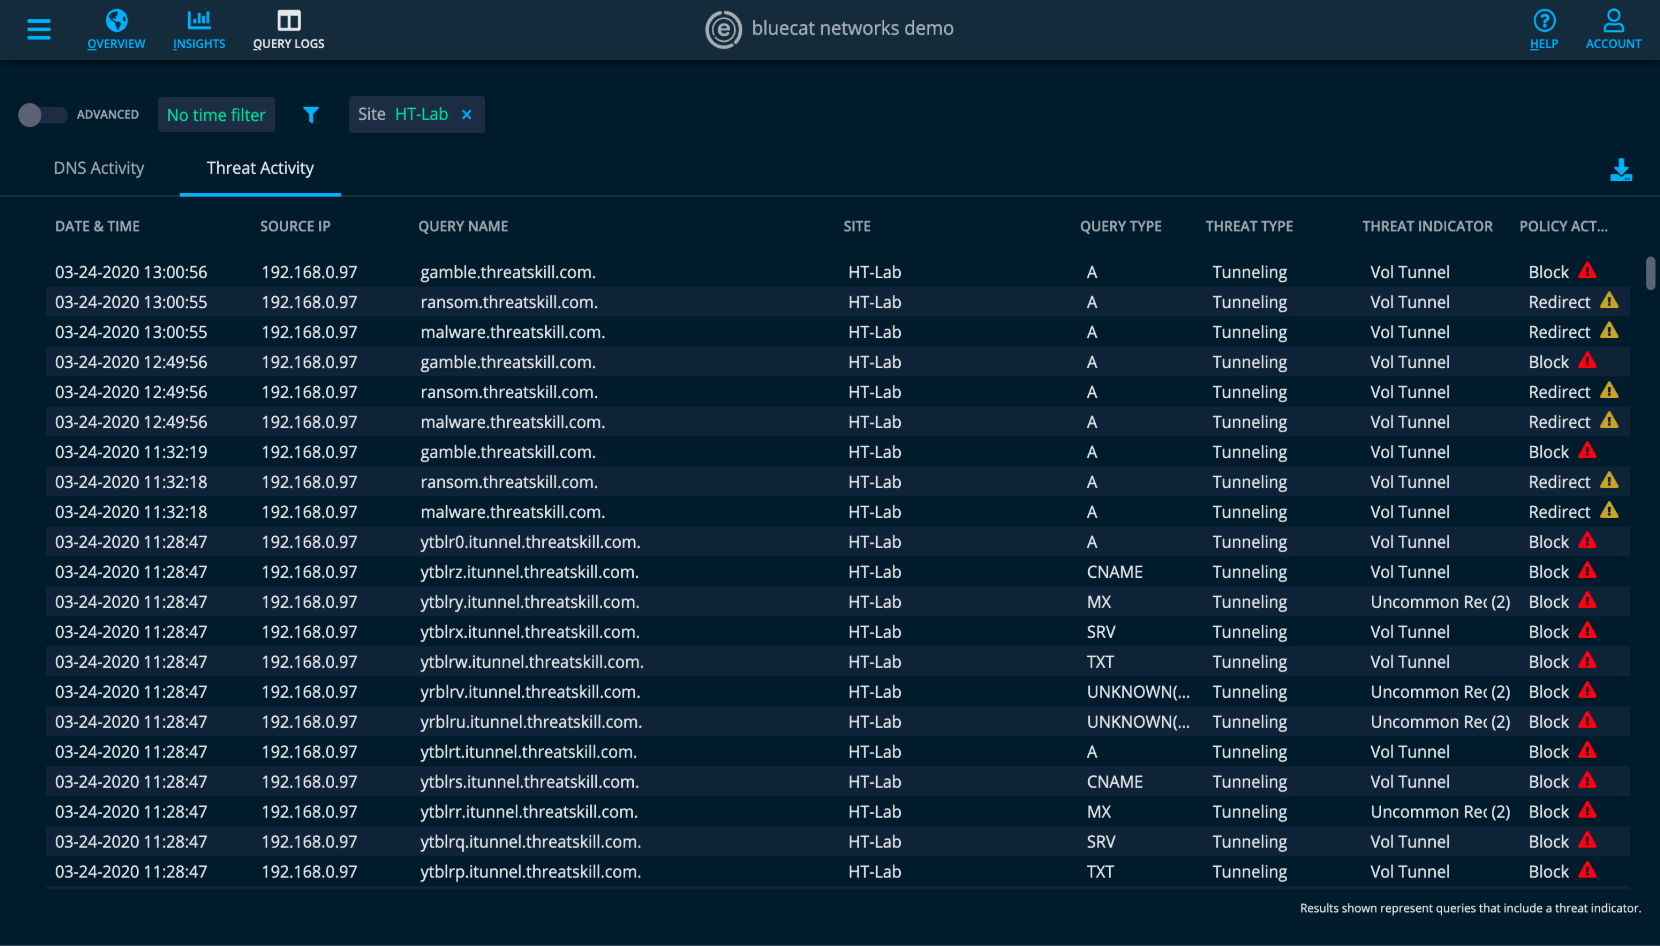 OVERVIEW INSIGHTS QUERY LOGS e bluecat networks demo HELP ACCOUNT
ADVANCED No time filter Site HT-Lab ×
DNS Activity Threat Activity
DATE & TIME SOURCE IP QUERY NAME SITE QUERY TYPE THREAT TYPE THREAT INDICATOR POLICY ACT...
03-24-2020 13:00:56 192.168.0.97 gamble.threatskill.com. HT-Lab A Tunneling Vol Tunnel Block
03-24-2020 13:00:55 192.168.0.97 ransom.threatskill.com. HT-Lab A Tunneling Vol Tunnel Redirect
03-24-2020 13:00:55 192.168.0.97 malware.threatskill.com. HT-Lab A Tunneling Vol Tunnel Redirect
03-24-2020 12:49:56 192.168.0.97 gamble.threatskill.com. HT-Lab A Tunneling Vol Tunnel Block
03-24-2020 12:49:56 192.168.0.97 ransom.threatskill.com. HT-Lab A Tunneling Vol Tunnel Redirect
03-24-2020 12:49:56 192.168.0.97 malware.threatskill.com. HT-Lab A Tunneling Vol Tunnel Redirect
03-24-2020 11:32:19 192.168.0.97 gamble.threatskill.com. HT-Lab A Tunneling Vol Tunnel Block
03-24-2020 11:32:18 192.168.0.97 ransom.threatskill.com. HT-Lab A Tunneling Vol Tunnel Redirect
03-24-2020 11:32:18 192.168.0.97 malware.threatskill.com. HT-Lab A Tunneling Vol Tunnel Redirect
03-24-2020 11:28:47 192.168.0.97 ytblr0.itunnel.threatskill.com. HT-Lab A Tunneling Vol Tunnel Block
03-24-2020 11:28:47 192.168.0.97 ytblrz.itunnel.threatskill.com. HT-Lab CNAME Tunneling Vol Tunnel Block
03-24-2020 11:28:47 192.168.0.97 ytblry.itunnel.threatskill.com. HT-Lab MX Tunneling Uncommon Rec (2) Block
03-24-2020 11:28:47 192.168.0.97 ytblrx.itunnel.threatskill.com. HT-Lab SRV Tunneling Vol Tunnel Block
03-24-2020 11:28:47 192.168.0.97 ytblrw.itunnel.threatskill.com. HT-Lab TXT Tunneling Vol Tunnel Block
03-24-2020 11:28:47 192.168.0.97 yrblrv.itunnel.threatskill.com. HT-Lab UNKNOWN(... Tunneling Uncommon Rec (2) Block
03-24-2020 11:28:47 192.168.0.97 yrblru.itunnel.threatskill.com. HT-Lab UNKNOWN(... Tunneling Uncommon Rec (2) Block
03-24-2020 11:28:47 192.168.0.97 ytblrt.itunnel.threatskill.com. HT-Lab A Tunneling Vol Tunnel Block
03-24-2020 11:28:47 192.168.0.97 ytblrs.itunnel.threatskill.com. HT-Lab CNAME Tunneling Vol Tunnel Block
03-24-2020 11:28:47 192.168.0.97 ytblrr.itunnel.threatskill.com. HT-Lab MX Tunneling Uncommon Rec (2) Block
03-24-2020 11:28:47 192.168.0.97 ytblrq.itunnel.threatskill.com. HT-Lab SRV Tunneling Vol Tunnel Block
03-24-2020 11:28:47 192.168.0.97 ytblrp.itunnel.threatskill.com. HT-Lab TXT Tunneling Vol Tunnel Block
Results shown represent queries that include a threat indicator.